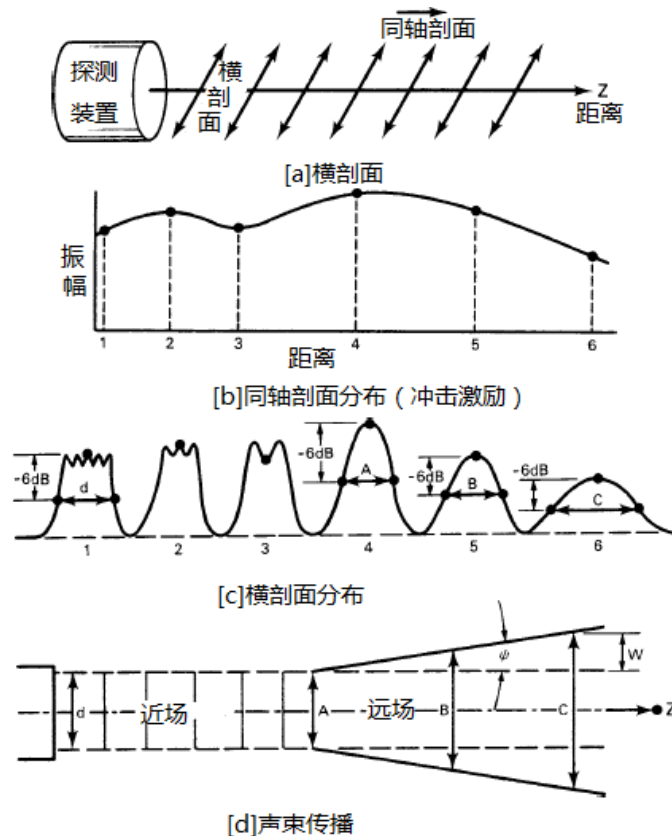 同轴剖面
探测
装置
横
剖
面
Z
距离
[a]横剖面
振
幅
1 2 3 4 5 6
距离
[b]同轴剖面分布（冲击激励）
-6dB d -6dB A -6dB B -6dB C
1 2 3 4 5 6
[c]横剖面分布
ψ W
d 近场 A 远场 B C Z
[d]声束传播